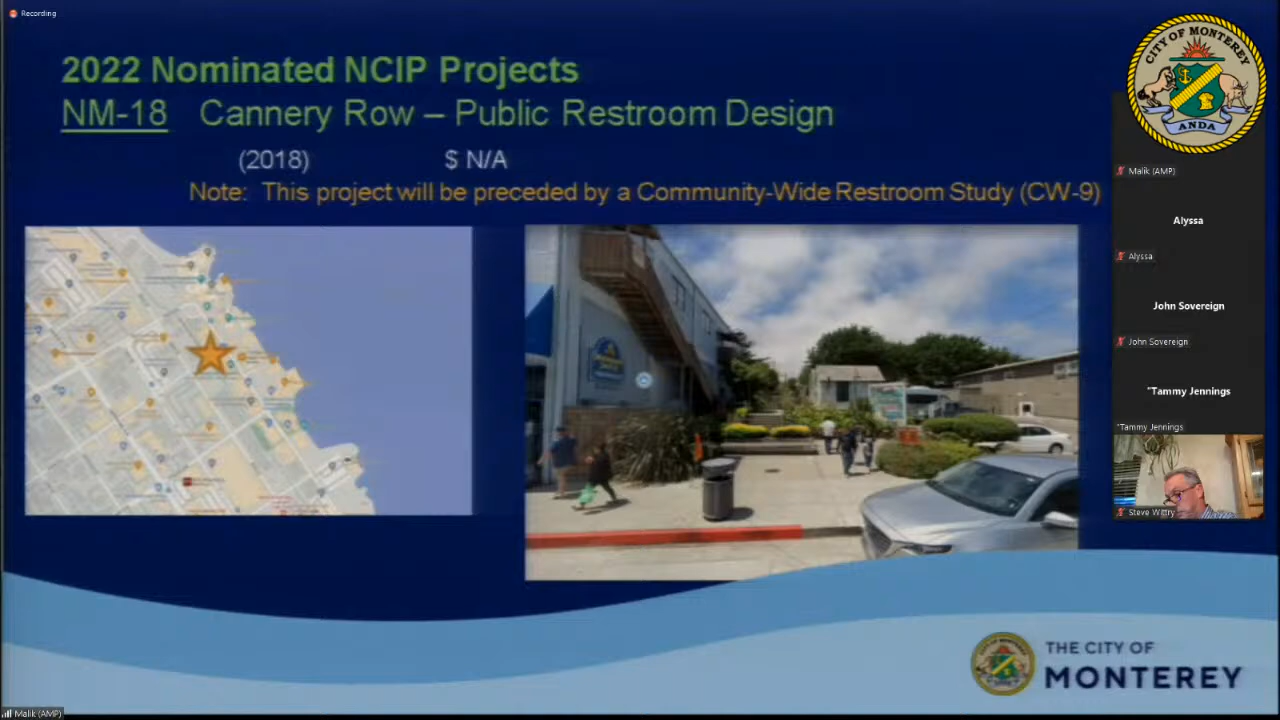 Recording
2022 Nominated NCIP Projects
NM-18 Cannery Row – Public Restroom Design
(2018) $ N/A
Note: This project will be preceded by a Community-Wide Restroom Study (CW-9)
CITY OF MONTEREY
ANDA
Malik (AMP)
Alyssa
Alyssa
John Sovereign
John Sovereign
"Tammy Jennings
"Tammy Jennings
Steve Wittry
THE CITY OF
MONTEREY
Malik (AMP)